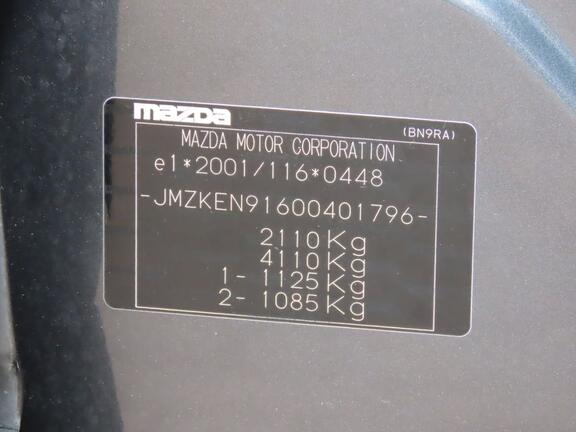 mazda
(BN9RA)
MAZDA MOTOR CORPORATION
e1*2001/116*0448
-JMZKEN91600401796-
2110Kg
4110Kg
1- 1125Kg
2- 1085Kg